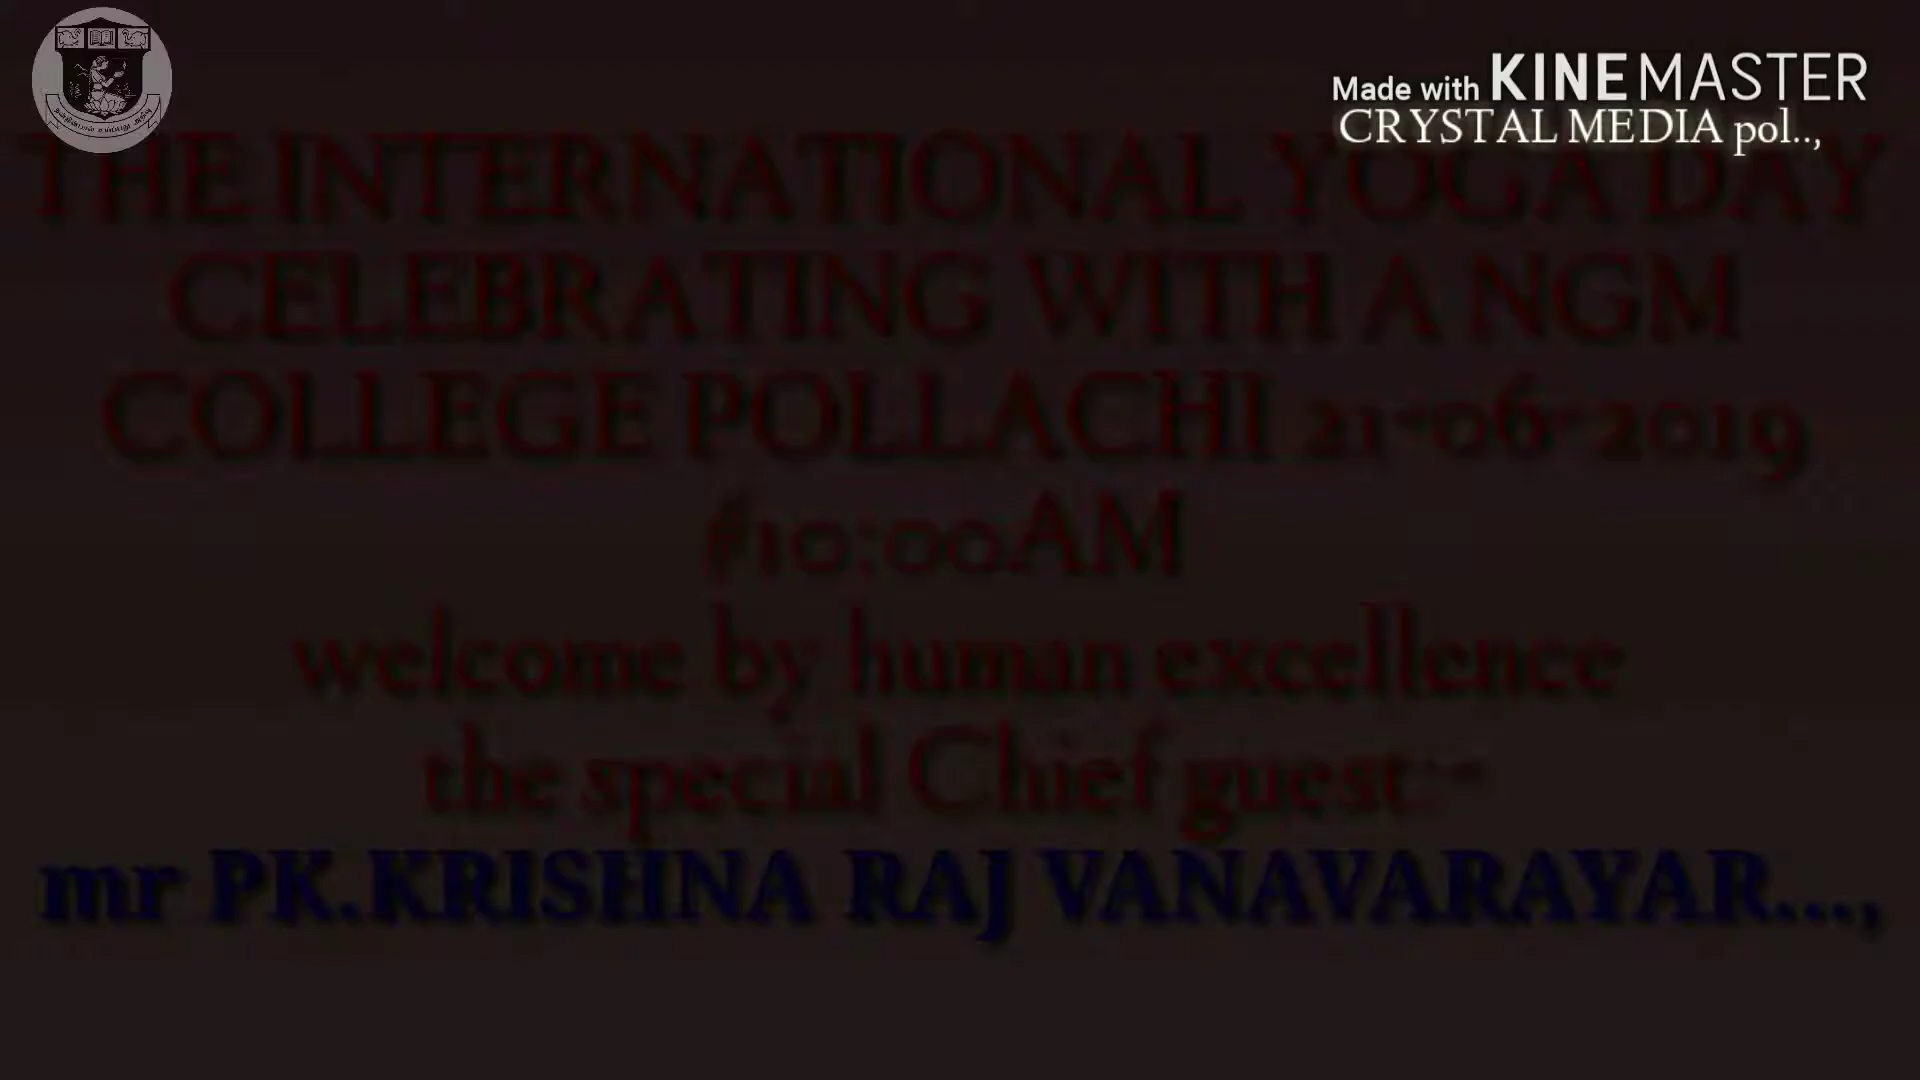 Made with KINEMASTER
CRYSTAL MEDIA pol..,
THE INTERNATIONAL YOGA DAY
CELEBRATING WITH A NGM
COLLEGE POLLACHI 21-06-2019
#10:00AM
welcome by human excellence
the special Chief guest:-
mr PK.KRISHNA RAJ VANAVARAYAR...,